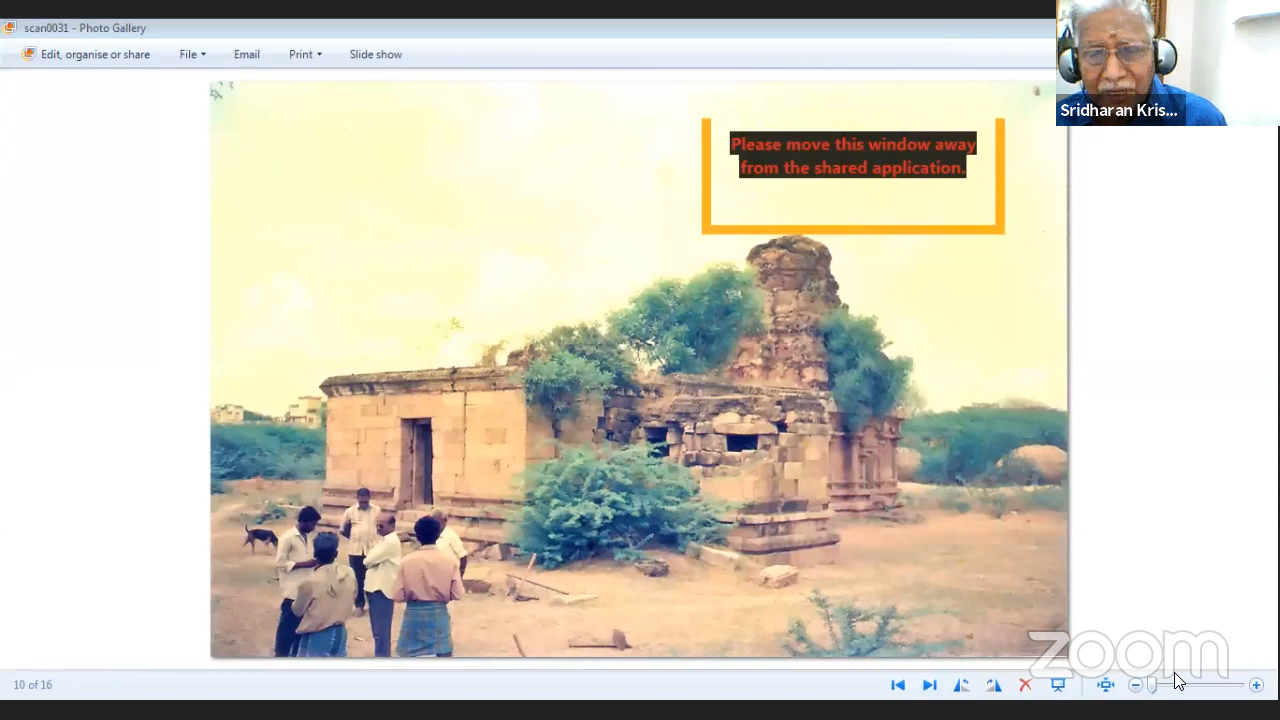 scan0031 - Photo Gallery
Edit, organise or share File Email Print Slide show
Sridharan Kris...
Please move this window away
from the shared application.
zoom
10 of 16